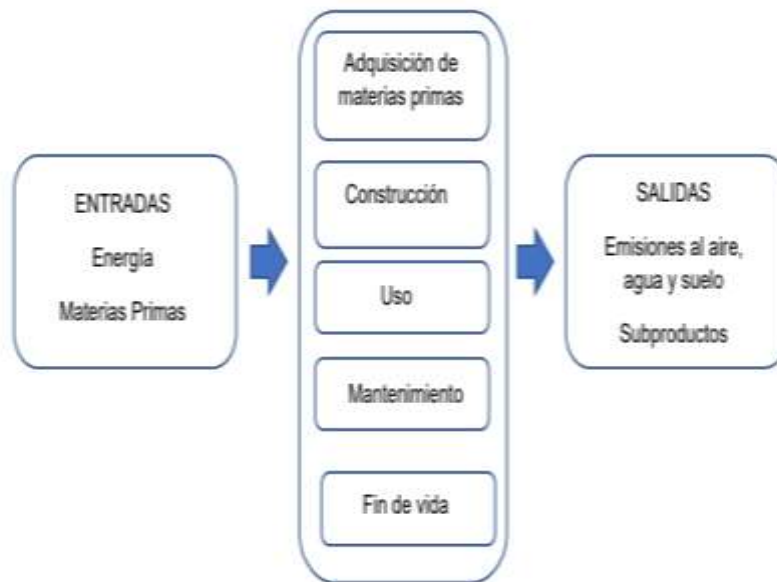 ENTRADAS
Energía
Materias Primas
Adquisición de
materias primas
Construcción
Uso
Mantenimiento
Fin de vida
SALIDAS
Emisiones al aire,
agua y suelo
Subproductos